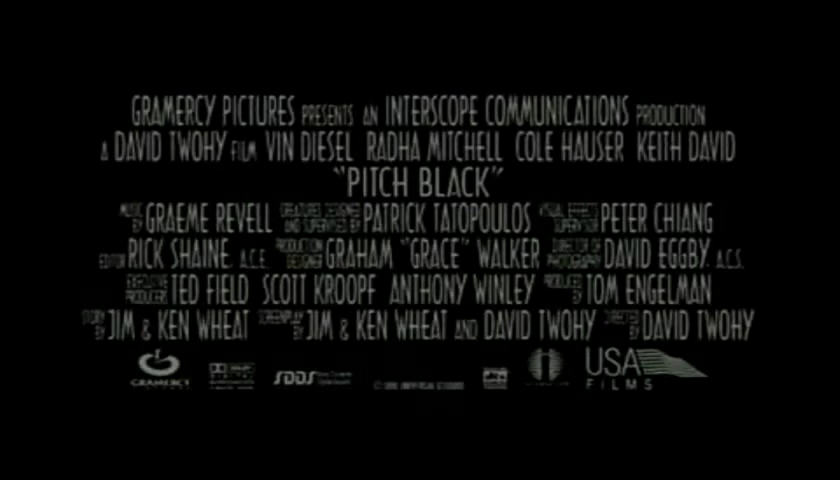 GRAMERCY PICTURES PRESENTS AN INTERSCOPE COMMUNICATIONS PRODUCTION
A DAVID TWOHY FILM VIN DIESEL RADHA MITCHELL COLE HAUSER KEITH DAVID
"PITCH BLACK"
MUSIC BY GRAEME REVELL CREATURES DESIGNED AND SUPERVISED BY PATRICK TATOPOULOS VISUAL EFFECTS SUPERVISOR PETER CHIANG
EDITOR RICK SHAINE, A.C.E. PRODUCTION DESIGNER GRAHAM "GRACE" WALKER DIRECTOR OF PHOTOGRAPHY DAVID EGGBY, A.C.S.
EXECUTIVE PRODUCERS TED FIELD SCOTT KROOPF ANTHONY WINLEY PRODUCED BY TOM ENGELMAN
STORY BY JIM & KEN WHEAT SCREENPLAY BY JIM & KEN WHEAT AND DAVID TWOHY DIRECTED BY DAVID TWOHY
GRAMERCY DOLBY DIGITAL SDDS USA FILMS